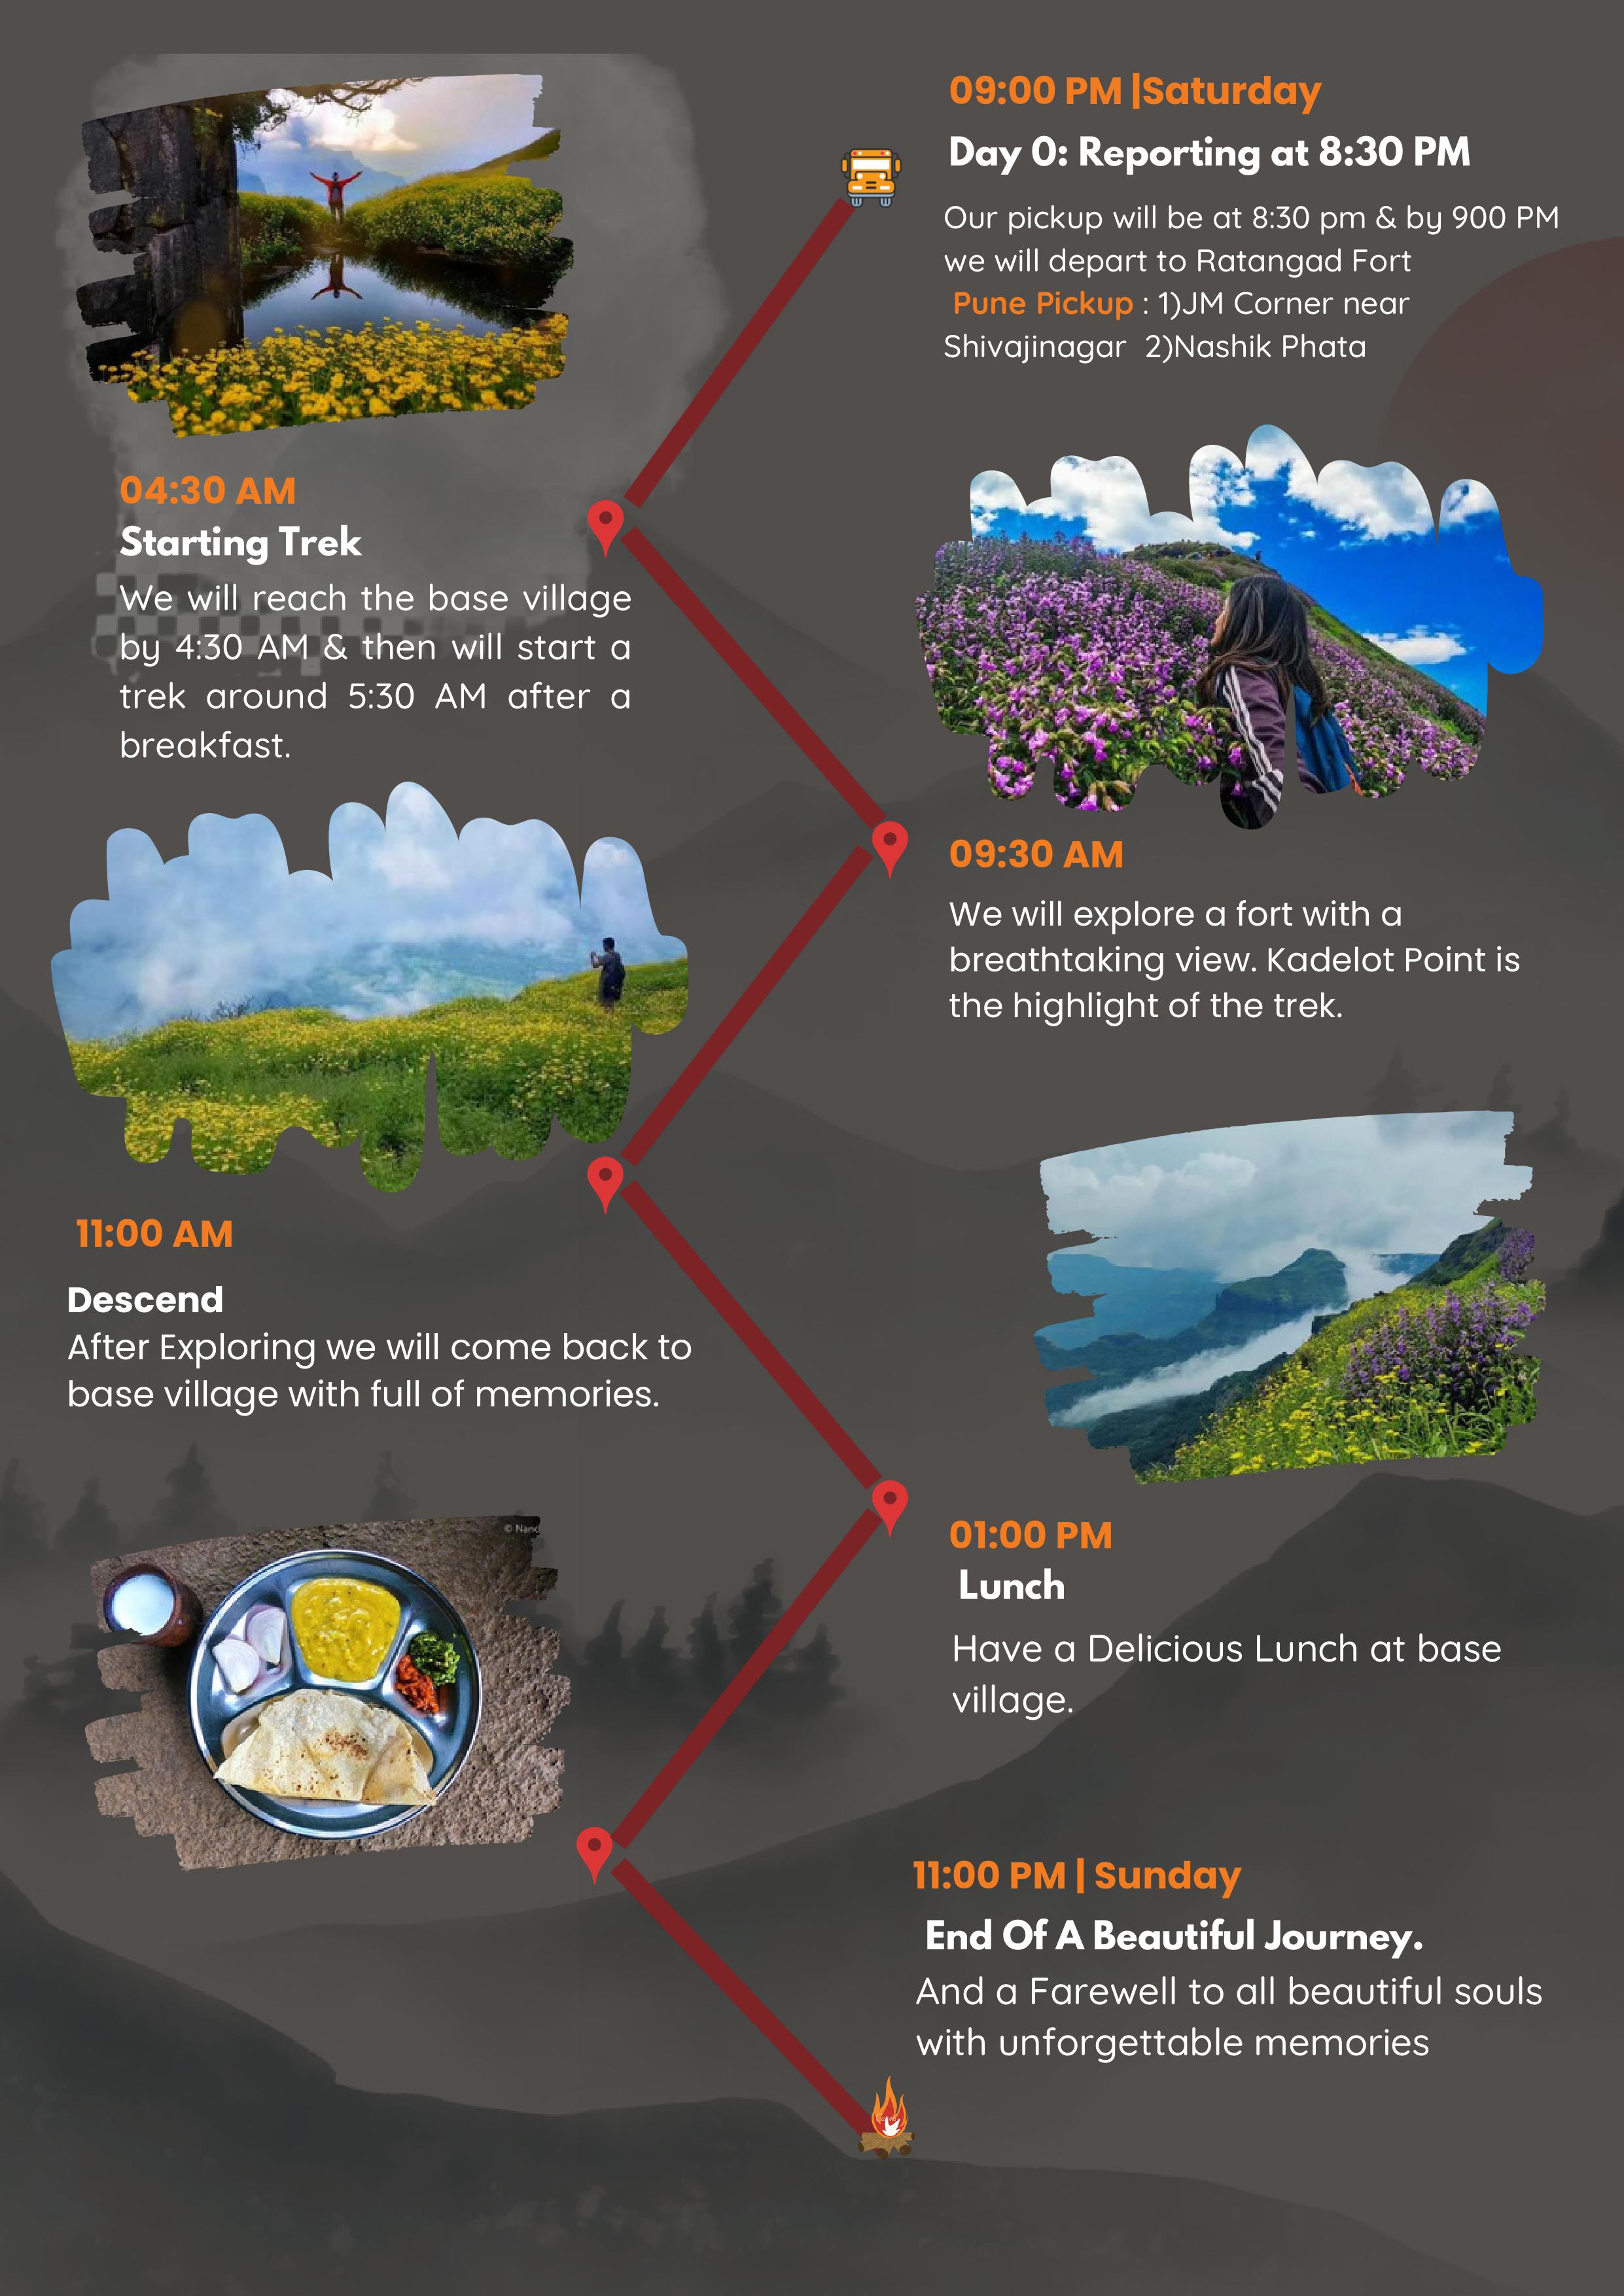 09:00 PM |Saturday
Day 0: Reporting at 8:30 PM
Our pickup will be at 8:30 pm & by 900 PM
we will depart to Ratangad Fort
Pune Pickup : 1)JM Corner near
Shivajinagar 2)Nashik Phata
04:30 AM
Starting Trek
We will reach the base village
by 4:30 AM & then will start a
trek around 5:30 AM after a
breakfast.
09:30 AM
We will explore a fort with a
breathtaking view. Kadelot Point is
the highlight of the trek.
11:00 AM
Descend
After Exploring we will come back to
base village with full of memories.
© Nand
01:00 PM
Lunch
Have a Delicious Lunch at base
village.
11:00 PM | Sunday
End Of A Beautiful Journey.
And a Farewell to all beautiful souls
with unforgettable memories